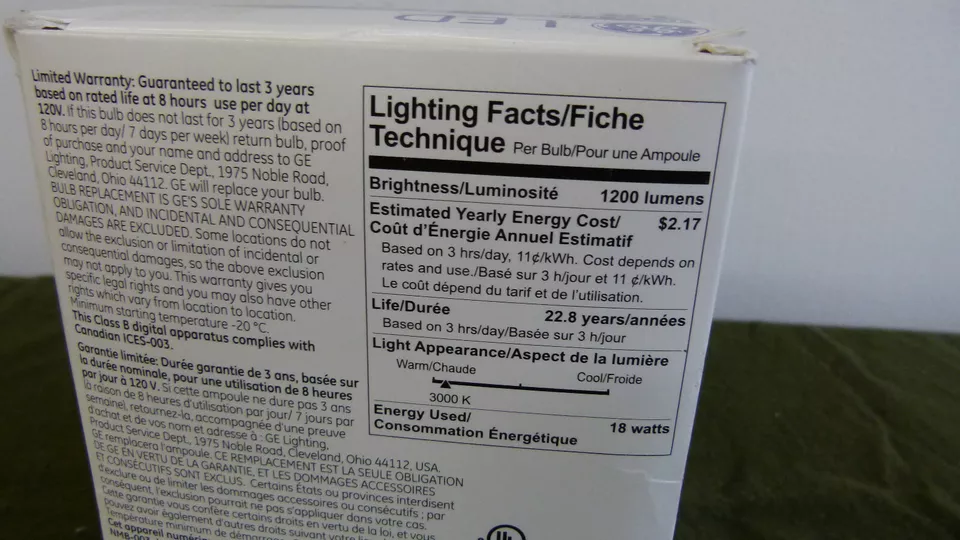 LED
Limited Warranty: Guaranteed to last 3 years
based on rated life at 8 hours use per day at
120V. If this bulb does not last for 3 years (based on
8 hours per day/ 7 days per week) return bulb, proof
of purchase and your name and address to GE
Lighting, Product Service Dept., 1975 Noble Road,
Cleveland, Ohio 44112. GE will replace your bulb.
BULB REPLACEMENT IS GE'S SOLE WARRANTY
OBLIGATION, AND INCIDENTAL AND CONSEQUENTIAL
DAMAGES ARE EXCLUDED. Some locations do not
allow the exclusion or limitation of incidental or
consequential damages, so the above exclusion
may not apply to you. This warranty gives you
specific legal rights and you may also have other
rights which vary from location to location.
Minimum starting temperature -20 °C.
This Class B digital apparatus complies with
Canadian ICES-003.
Garantie limitée: Durée garantie de 3 ans, basée sur
la durée nominale, pour une utilisation de 8 heures
par jour à 120 V. Si cette ampoule ne dure pas 3 ans
(à raison de 8 heures d'utilisation par jour/ 7 jours par
semaine), retournez-la, accompagnée d'une preuve
d'achat et de vos nom et adresse à : GE Lighting,
Product Service Dept., 1975 Noble Road, Cleveland, Ohio 44112, USA.
GE remplacera l'ampoule. CE REMPLACEMENT EST LA SEULE OBLIGATION
DE GE EN VERTU DE LA GARANTIE, ET LES DOMMAGES ACCESSOIRES
ET CONSÉCUTIFS SONT EXCLUS. Certains États ou provinces interdisent
d'exclure ou de limiter les dommages accessoires ou consécutifs ; par
conséquent, l'exclusion pourrait ne pas s'appliquer dans votre cas.
Cette garantie vous confère certains droits en vertu de la loi, et vous
pouvez avoir également d'autres droits suivant votre
Température minimum de
Cet appareil
NMB-003
Lighting Facts/Fiche
Technique Per Bulb/Pour une Ampoule
Brightness/Luminosité 1200 lumens
Estimated Yearly Energy Cost/ $2.17
Coût d'Énergie Annuel Estimatif
Based on 3 hrs/day, 11¢/kWh. Cost depends on
rates and use./Basé sur 3 h/jour et 11 ¢/kWh.
Le coût dépend du tarif et de l'utilisation.
Life/Durée 22.8 years/années
Based on 3 hrs/day/Basée sur 3 h/jour
Light Appearance/Aspect de la lumière
Warm/Chaude Cool/Froide
3000 K
Energy Used/ 18 watts
Consommation Énergétique
UL